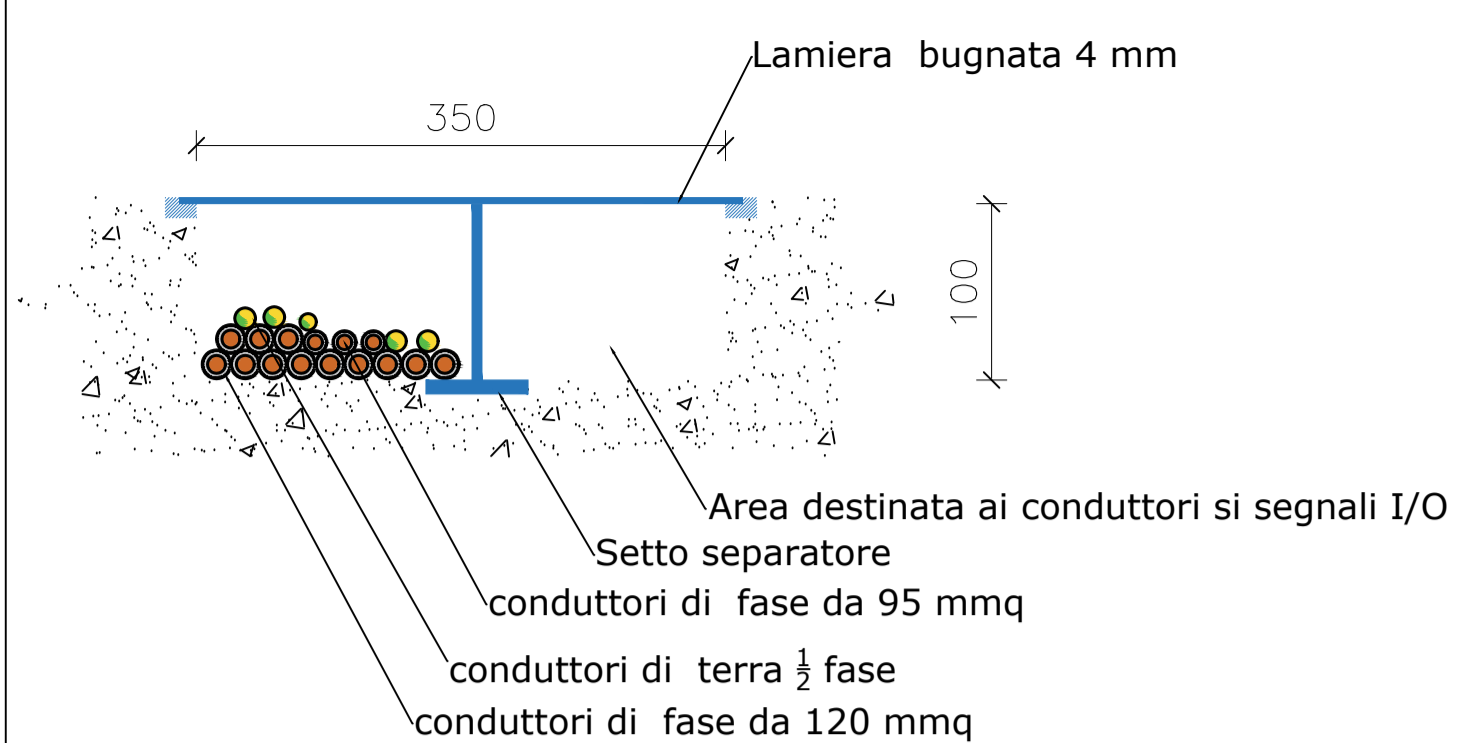 Lamiera bugnata 4 mm
350
100
Area destinata ai conduttori si segnali I/O
Setto separatore
conduttori di fase da 95 mmq
conduttori di terra ½ fase
conduttori di fase da 120 mmq